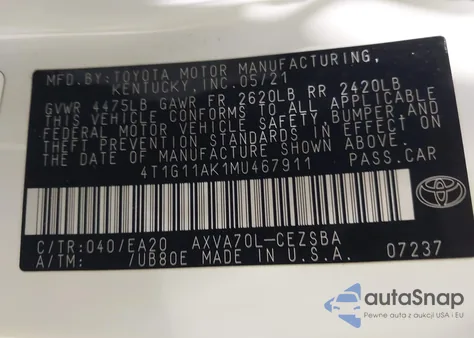 MFD.BY:TOYOTA MOTOR MANUFACTURING,
KENTUCKY, INC. 05/21
GVWR 4475LB GAWR FR 2620LB RR 2420LB
THIS VEHICLE CONFORMS TO ALL APPLICABLE
FEDERAL MOTOR VEHICLE SAFETY, BUMPER, AND
THEFT PREVENTION STANDARDS IN EFFECT ON
THE DATE OF MANUFACTURE SHOWN ABOVE.
4T1G11AK1MU467911 PASS.CAR
C/TR:040/EA20 AXVA70L-CEZSBA
A/TM: /UB80E MADE IN U.S.A. 07237
TOYOTA
autoSnap
Pewne auta z aukcji USA i EU